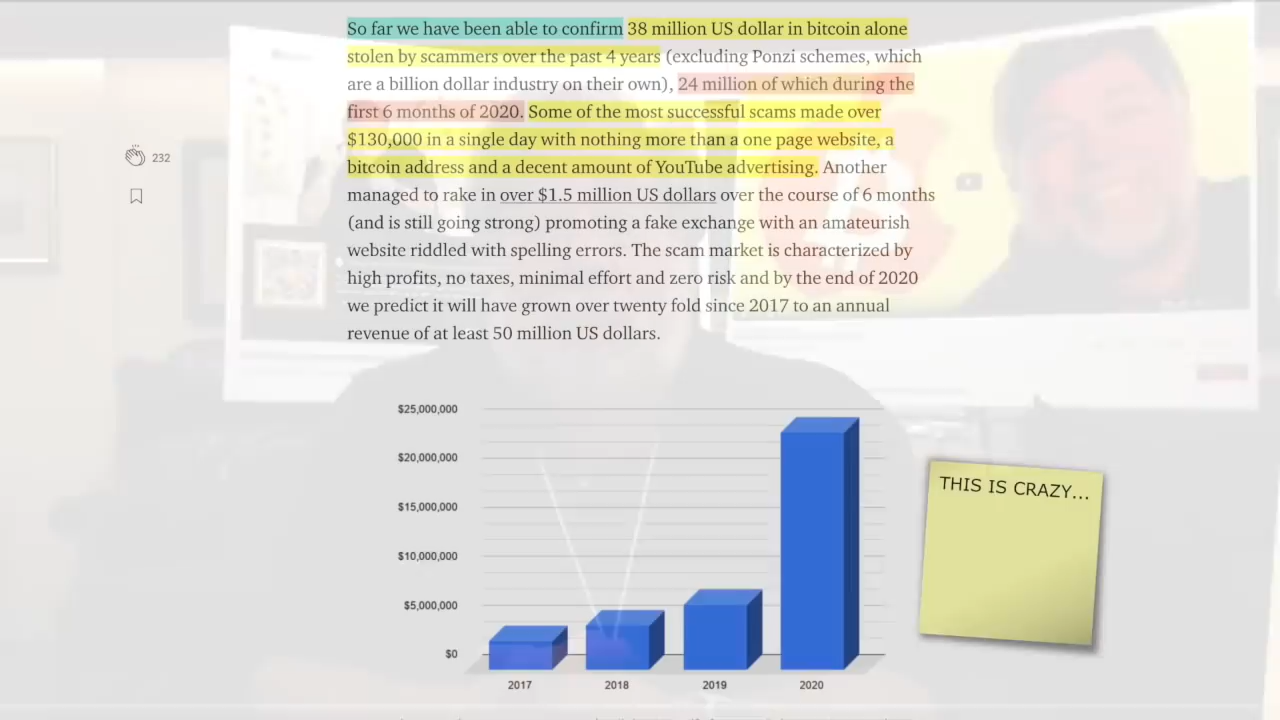 So far we have been able to confirm 38 million US dollar in bitcoin alone
stolen by scammers over the past 4 years (excluding Ponzi schemes, which
are a billion dollar industry on their own), 24 million of which during the
first 6 months of 2020. Some of the most successful scams made over
$130,000 in a single day with nothing more than a one page website, a
bitcoin address and a decent amount of YouTube advertising. Another
managed to rake in over $1.5 million US dollars over the course of 6 months
(and is still going strong) promoting a fake exchange with an amateurish
website riddled with spelling errors. The scam market is characterized by
high profits, no taxes, minimal effort and zero risk and by the end of 2020
we predict it will have grown over twenty fold since 2017 to an annual
revenue of at least 50 million US dollars.
232
$25,000,000
$20,000,000
$15,000,000
$10,000,000
$5,000,000
$0
2017 2018 2019 2020
THIS IS CRAZY...